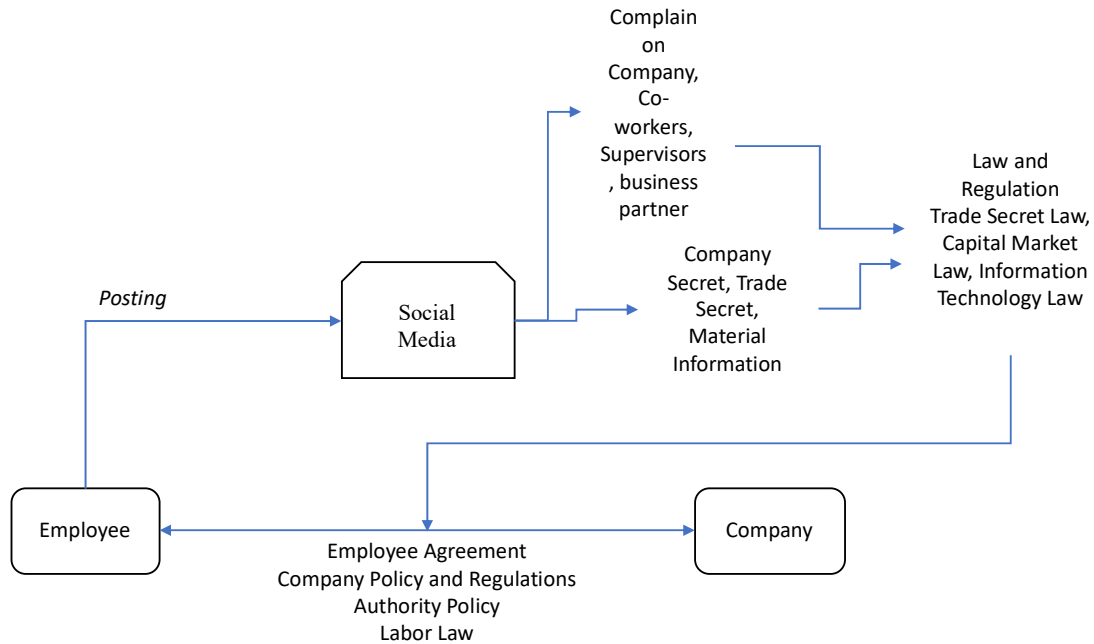 Complain
on
Company,
Co-
workers,
Supervisors
, business
partner
Law and
Regulation
Trade Secret Law,
Capital Market
Law, Information
Technology Law
Company
Secret, Trade
Secret,
Material
Information
Posting
Social
Media
Employee
Company
Employee Agreement
Company Policy and Regulations
Authority Policy
Labor Law